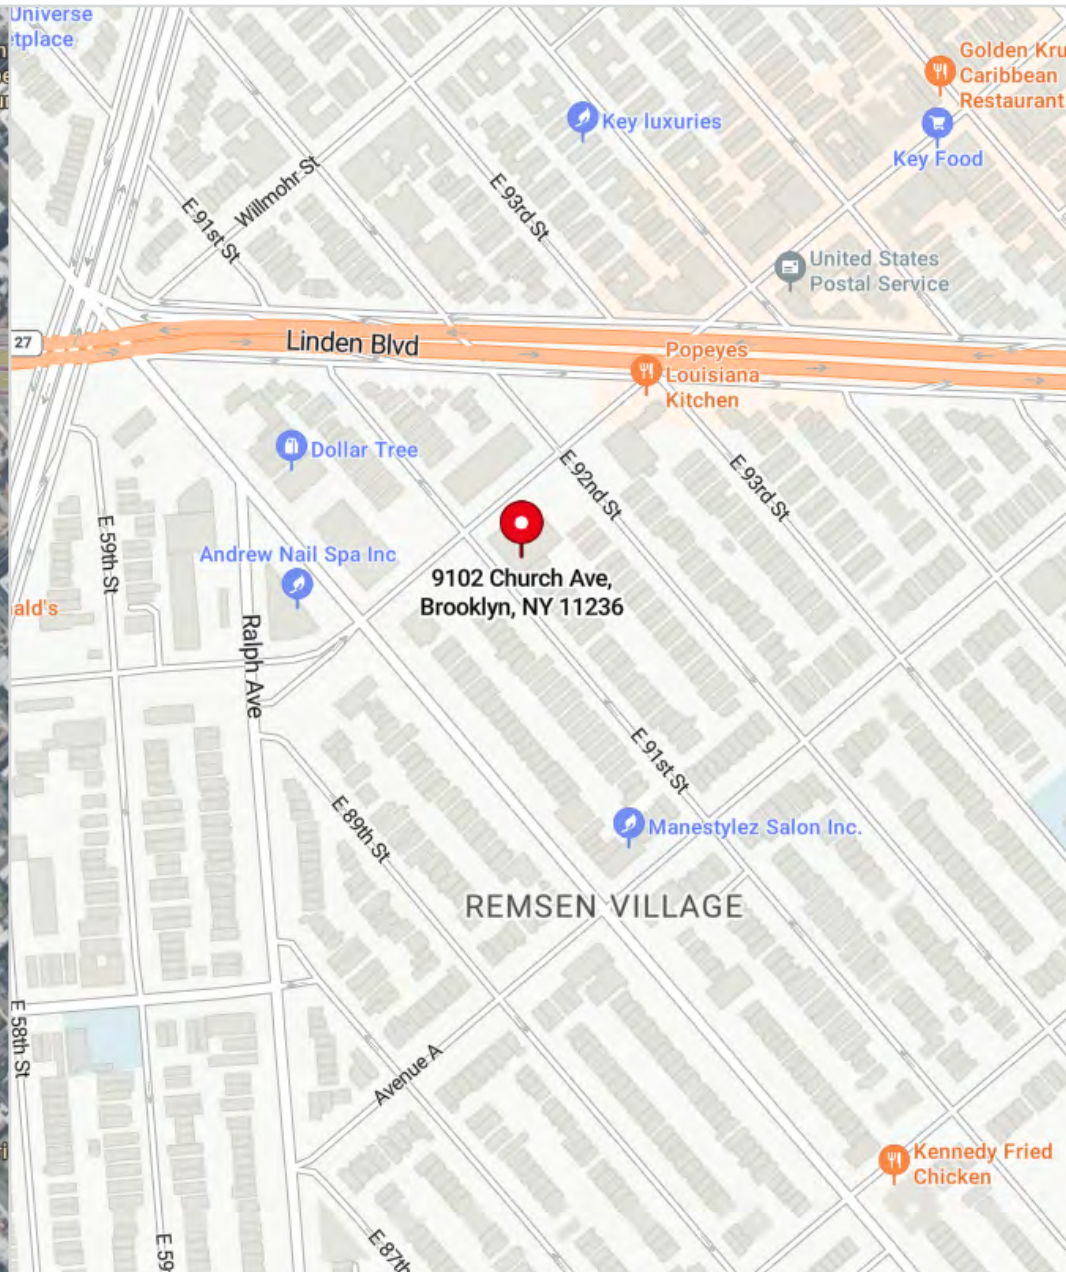 Universe
etplace
Golden Kru
Caribbean
Restaurant
Key luxuries
Key Food
Willmohr St
E 91st St
E 93rd St
United States
Postal Service
27
Linden Blvd
Popeyes
Louisiana
Kitchen
Dollar Tree
E 92nd St
E 93rd St
E 59th St
Andrew Nail Spa Inc
9102 Church Ave,
Brooklyn, NY 11236
ald's
Ralph Ave
E 91st St
E 89th St
Manestylez Salon Inc.
REMSEN VILLAGE
E 58th St
Avenue A
Kennedy Fried
Chicken
E 59
E 87th